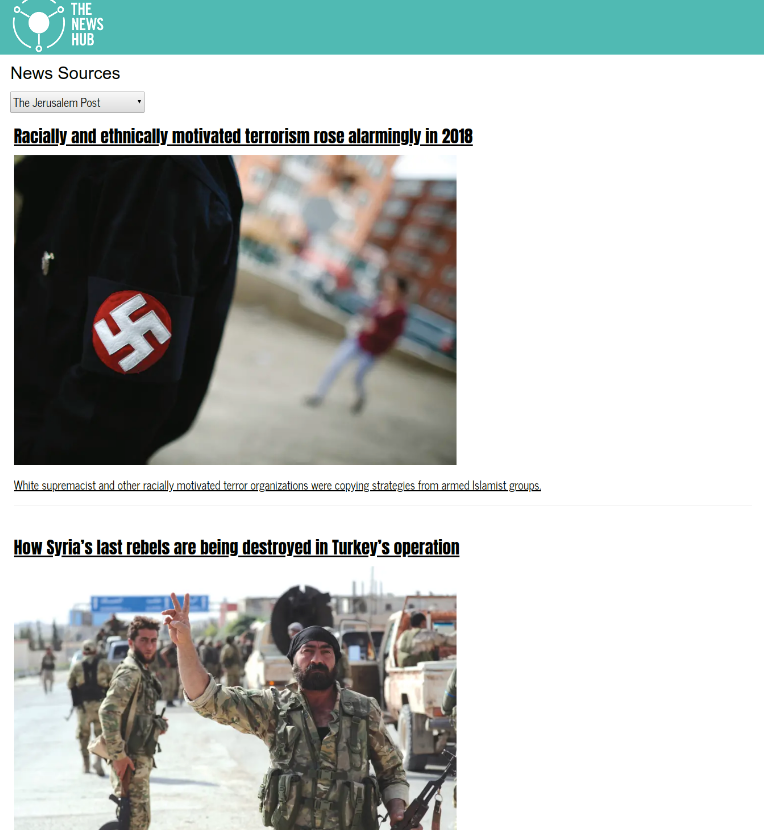 THE
NEWS
HUB
News Sources
The Jerusalem Post
Racially and ethnically motivated terrorism rose alarmingly in 2018
White supremacist and other racially motivated terror organizations were copying strategies from armed Islamist groups.
How Syria’s last rebels are being destroyed in Turkey’s operation